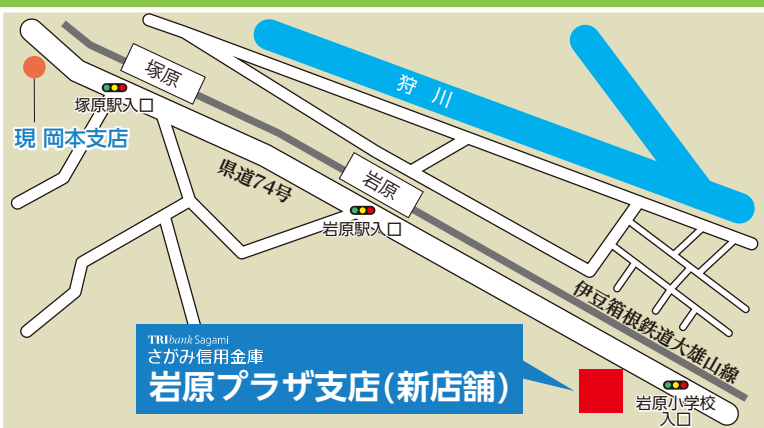 狩川
塚原
塚原駅入口
現 岡本支店
県道74号
岩原
岩原駅入口
伊豆箱根鉄道大雄山線
TRIbank Sagami
さがみ信用金庫
岩原プラザ支店(新店舗)
岩原小学校
入口